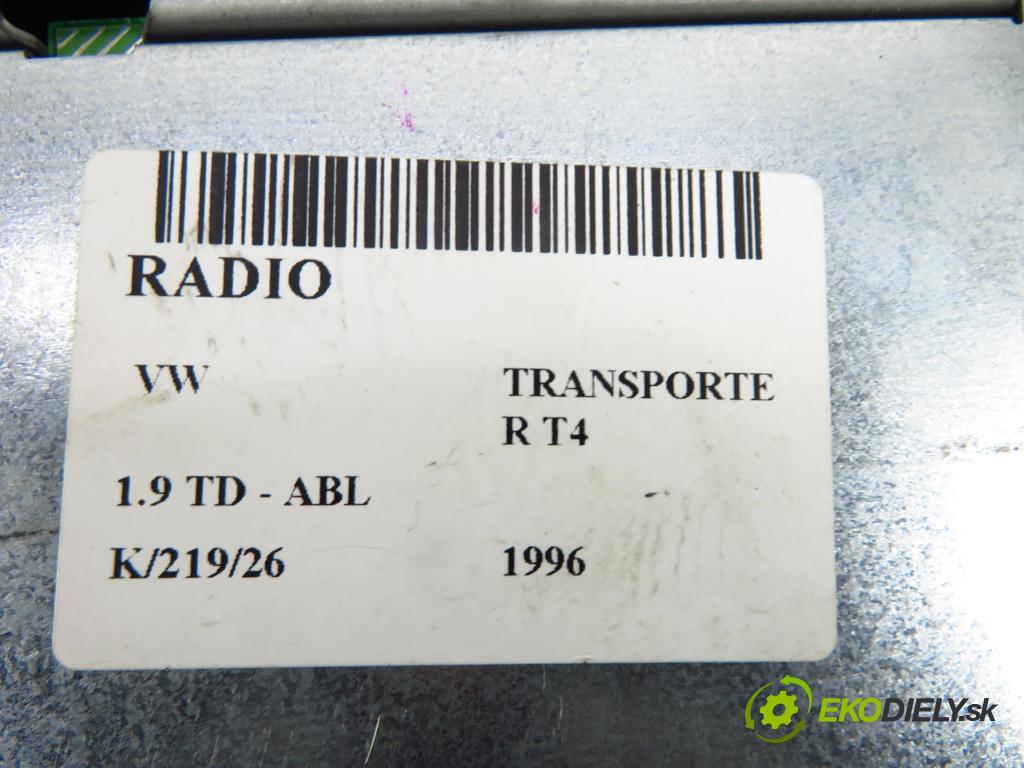 RADIO
VW
TRANSPORTE
R T4
1.9 TD - ABL
K/219/26
1996
EKODIELY.sk